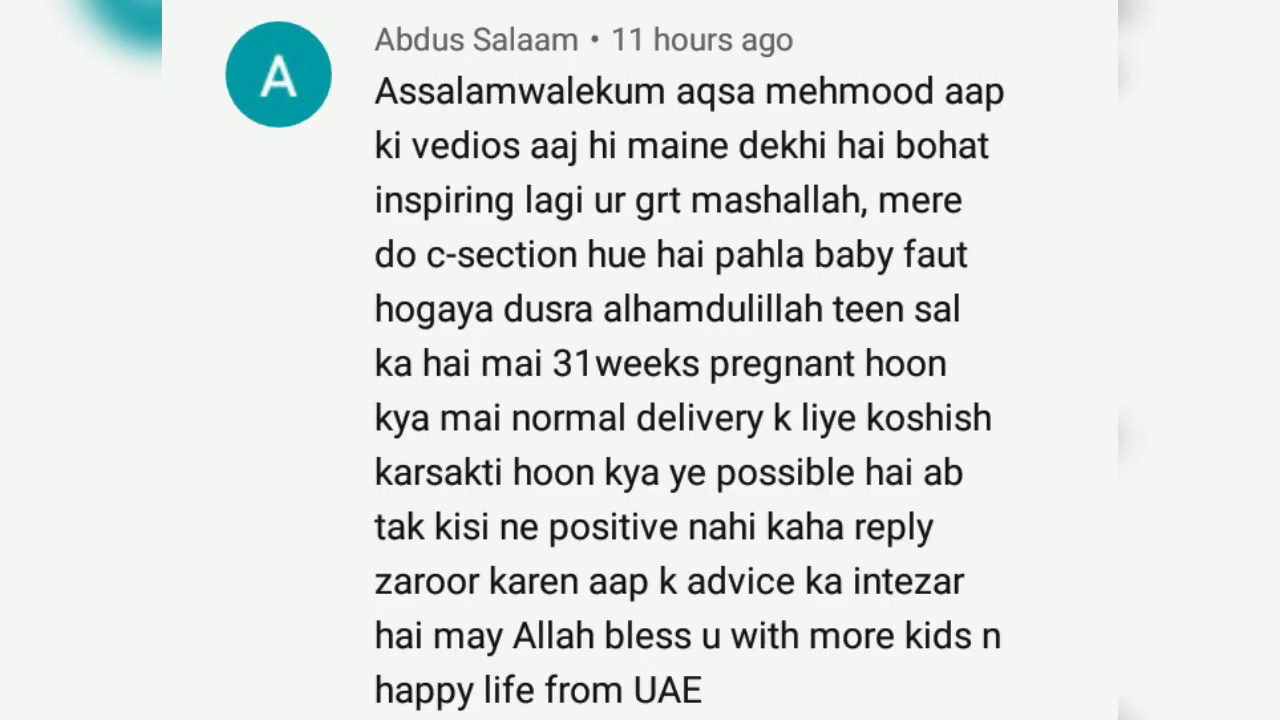 Abdus Salaam • 11 hours ago
A
Assalamwalekum aqsa mehmood aap
ki vedios aaj hi maine dekhi hai bohat
inspiring lagi ur grt mashallah, mere
do c-section hue hai pahla baby faut
hogaya dusra alhamdulillah teen sal
ka hai mai 31weeks pregnant hoon
kya mai normal delivery k liye koshish
karsakti hoon kya ye possible hai ab
tak kisi ne positive nahi kaha reply
zaroor karen aap k advice ka intezar
hai may Allah bless u with more kids n
happy life from UAE